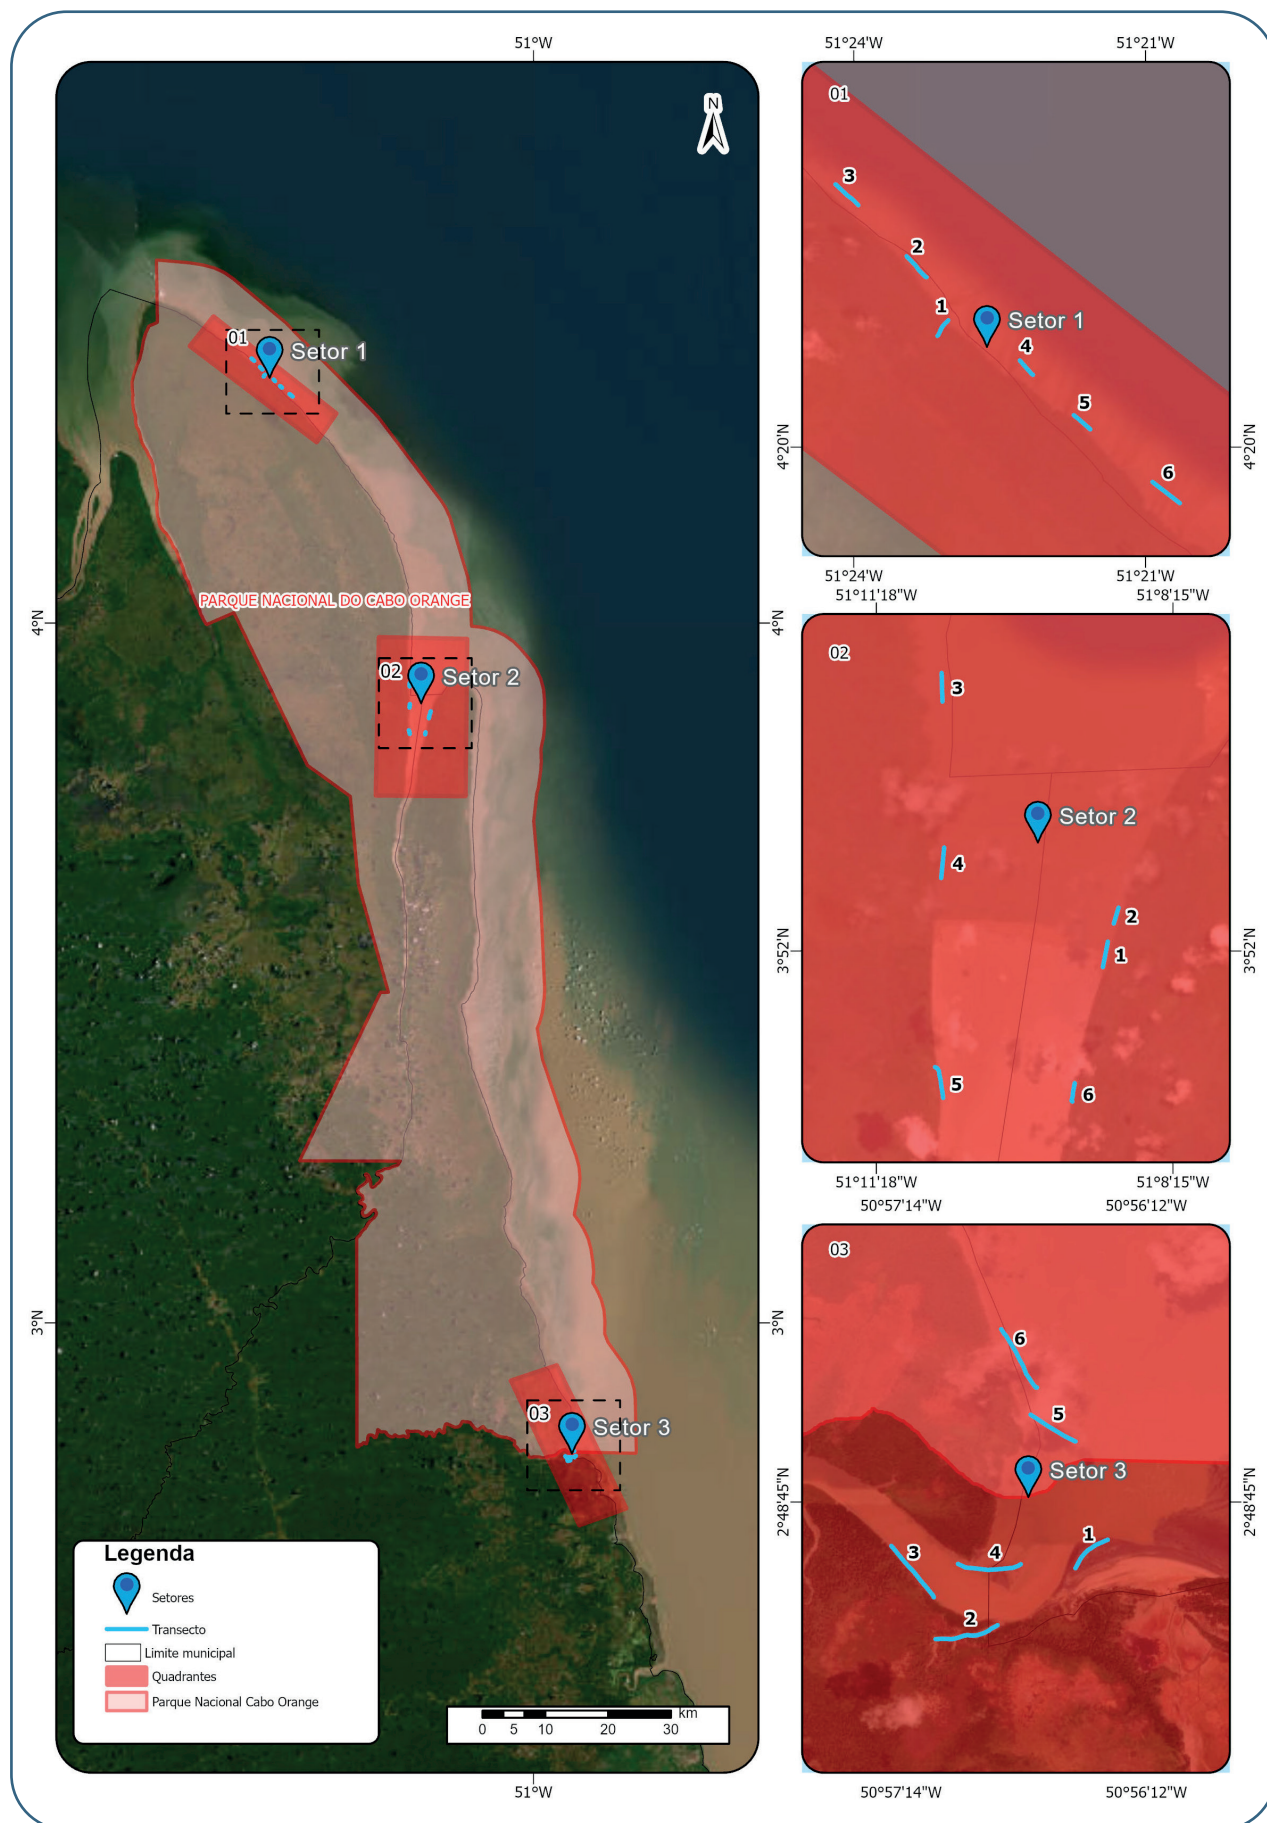 51°W
N
01
Setor 1
PARQUE NACIONAL DO CABO ORANGE
4°N
4°N
02
Setor 2
3°N
3°N
03
Setor 3
Legenda
Setores
Transecto
Limite municipal
Quadrantes
Parque Nacional Cabo Orange
km
0 5 10 20 30
51°W
51°24'W 51°21'W
01
3
2
1
Setor 1
4
5
6
4°20'N
4°20'N
51°24'W 51°21'W
51°11'18"W 51°8'15"W
02
3
Setor 2
4
2
1
5
6
3°52'N
3°52'N
51°11'18"W 51°8'15"W
50°57'14"W 50°56'12"W
03
6
5
Setor 3
1
3
4
2
2°48'45"N
2°48'45"N
50°57'14"W 50°56'12"W